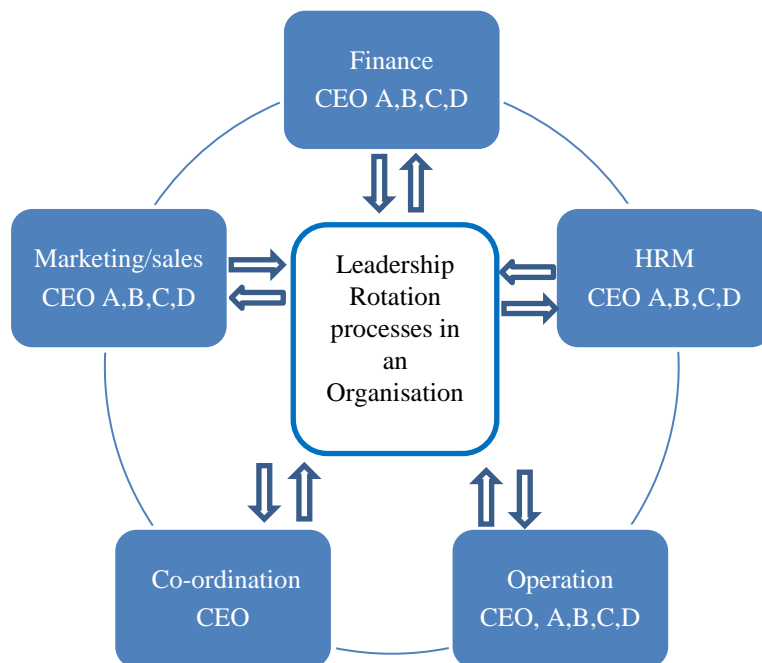 Finance
CEO A,B,C,D
Marketing/sales
CEO A,B,C,D
Leadership
Rotation
processes in
an
Organisation
HRM
CEO A,B,C,D
Co-ordination
CEO
Operation
CEO, A,B,C,D